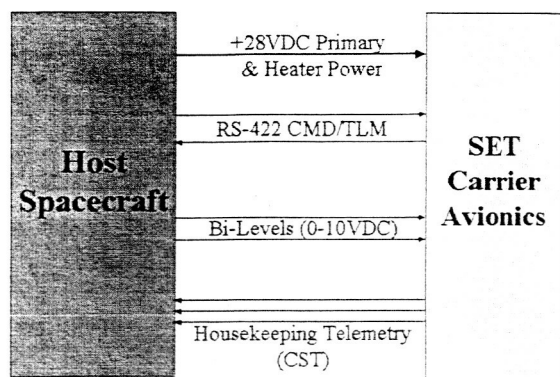 +28VDC Primary
& Heater Power
RS-422 CMD/TLM
Host
Spacecraft
SET
Carrier
Avionics
Bi-Levels (0-10VDC)
Housekeeping Telemetry
(CST)